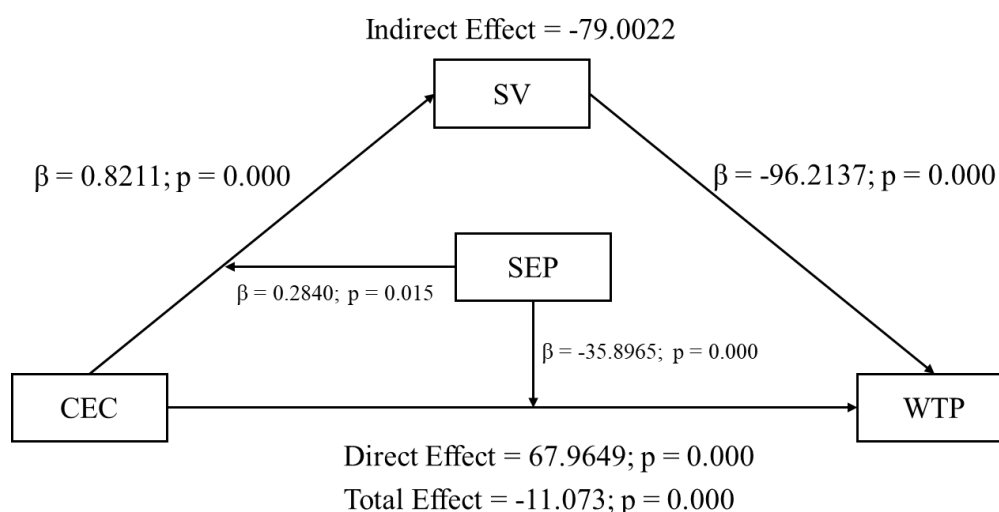 Indirect Effect = -79.0022
SV
β = 0.8211; p = 0.000
β = -96.2137; p = 0.000
SEP
β = 0.2840; p = 0.015
β = -35.8965; p = 0.000
CEC
WTP
Direct Effect = 67.9649; p = 0.000
Total Effect = -11.073; p = 0.000